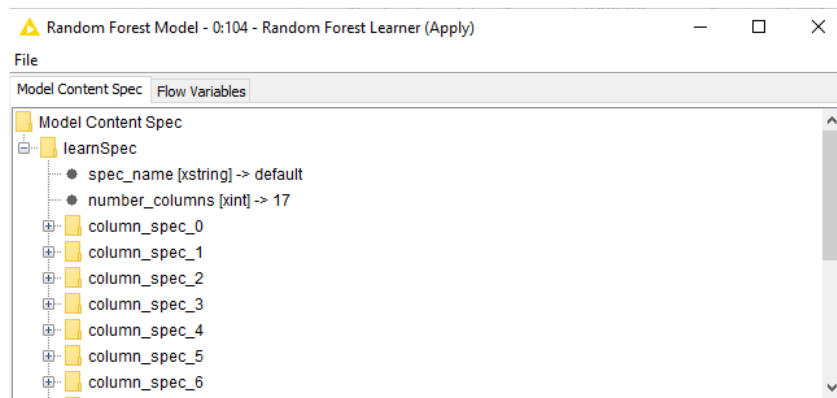 Random Forest Model - 0:104 - Random Forest Learner (Apply)
File
Model Content Spec Flow Variables
Model Content Spec
learnSpec
spec_name [xstring] -> default
number_columns [xint] -> 17
column_spec_0
column_spec_1
column_spec_2
column_spec_3
column_spec_4
column_spec_5
column_spec_6